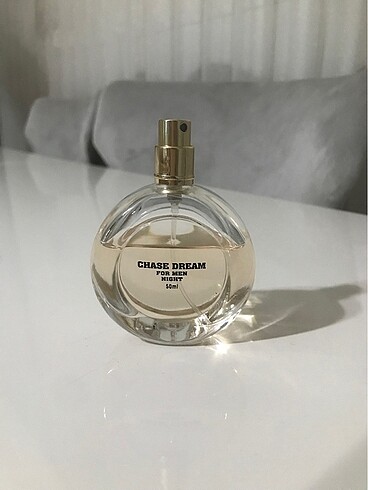 CHASE DREAM
FOR MEN
NIGHT
50ml